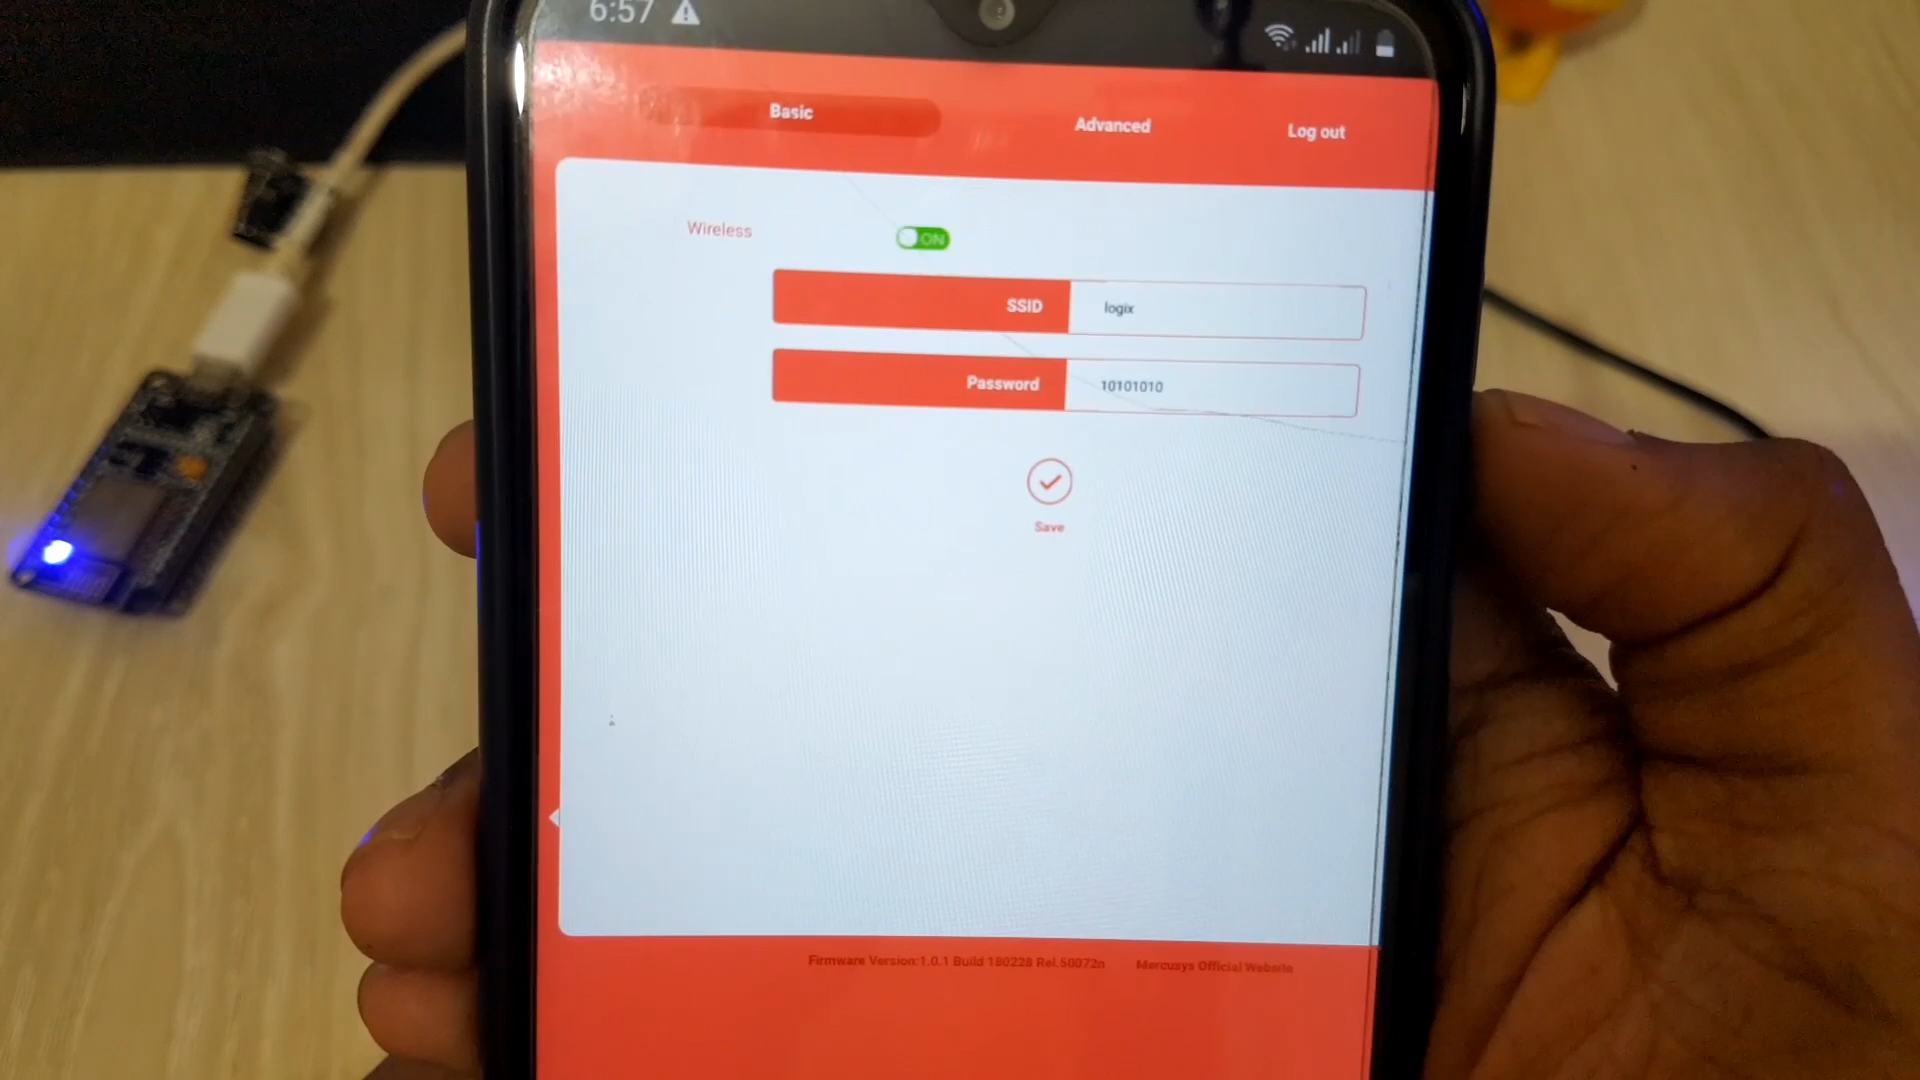 6:57
Basic
Advanced
Log out
Wireless
ON
SSID
logix
Password
10101010
Save
Firmware Version:1.0.1 Build 180228 Rel.50072n
Mercusys Official Website